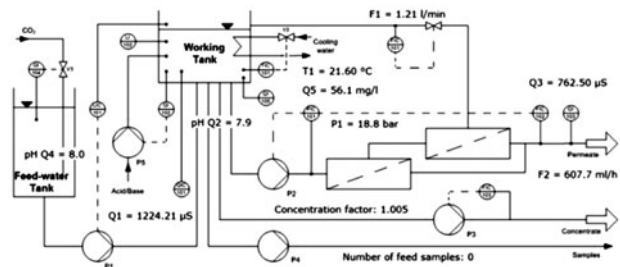 F1 = 1.21 l/min
CO₂
V1
V3
Working
Tank
Cooling
water
T1 = 21.60 °C
Q5 = 56.1 mg/l
Q3 = 762.50 µS
pH Q2 = 7.9
P1 = 18.8 bar
pH Q4 = 8.0
Feed-water
Tank
P5
Acid/Base
P2
Permeate
F2 = 607.7 ml/h
Q1 = 1224.21 µS
Concentration factor: 1.005
P3
Concentrate
P1
P4
Number of feed samples: 0
Samples